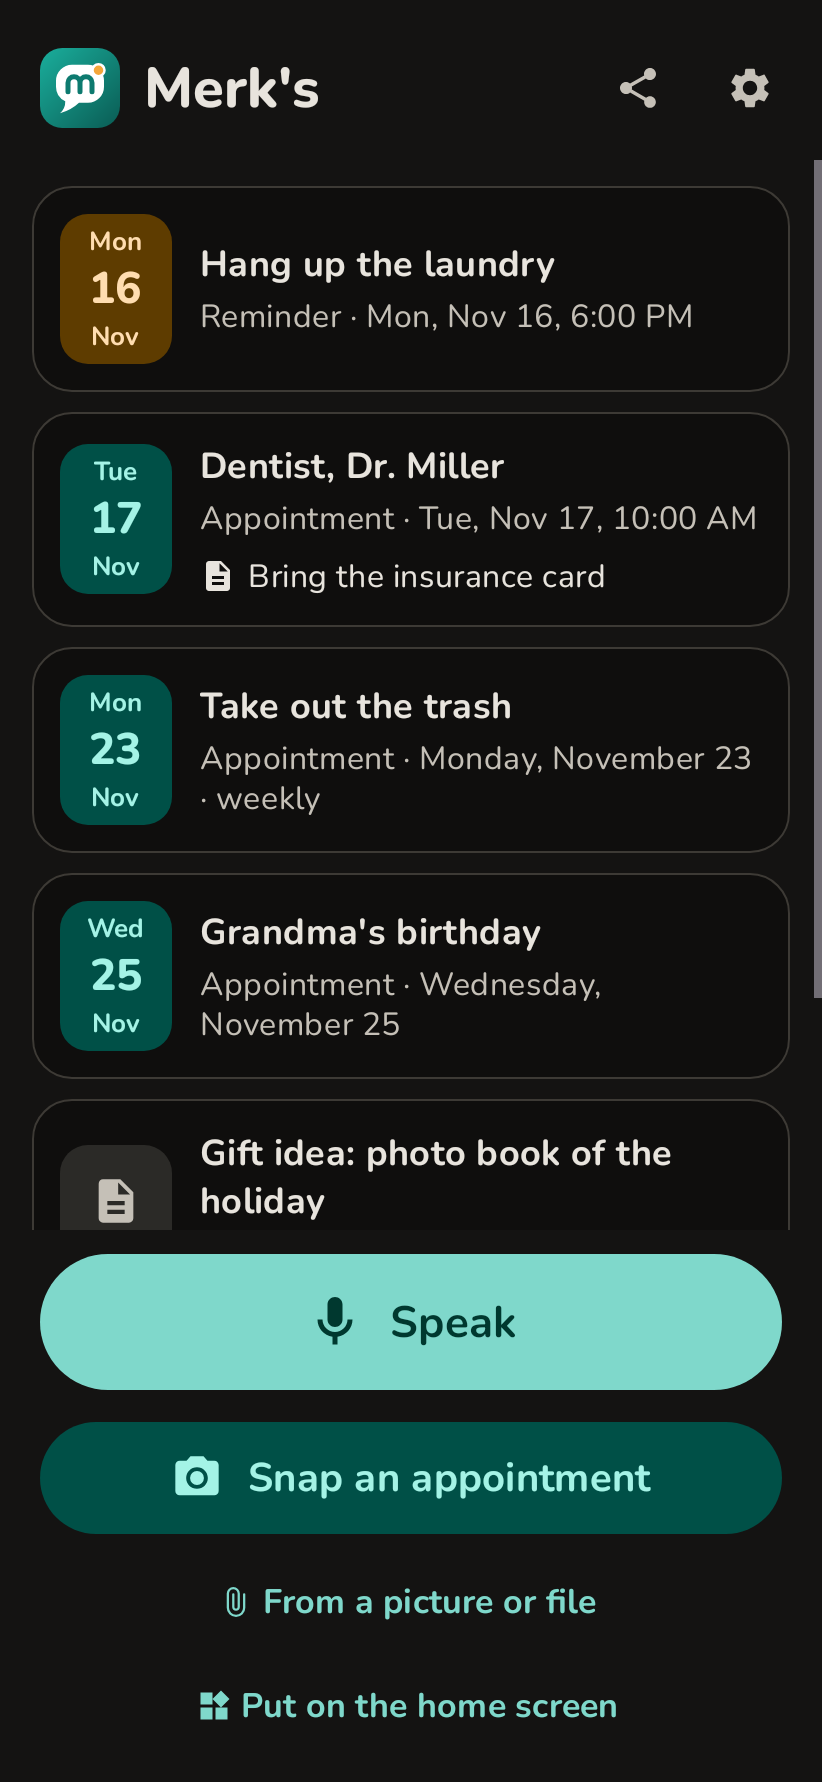 Merk's
Mon
16
Nov
Hang up the laundry
Reminder · Mon, Nov 16, 6:00 PM
Tue
17
Nov
Dentist, Dr. Miller
Appointment · Tue, Nov 17, 10:00 AM
Bring the insurance card
Mon
23
Nov
Take out the trash
Appointment · Monday, November 23
· weekly
Wed
25
Nov
Grandma's birthday
Appointment · Wednesday,
November 25
Gift idea: photo book of the
holiday
Speak
Snap an appointment
From a picture or file
Put on the home screen